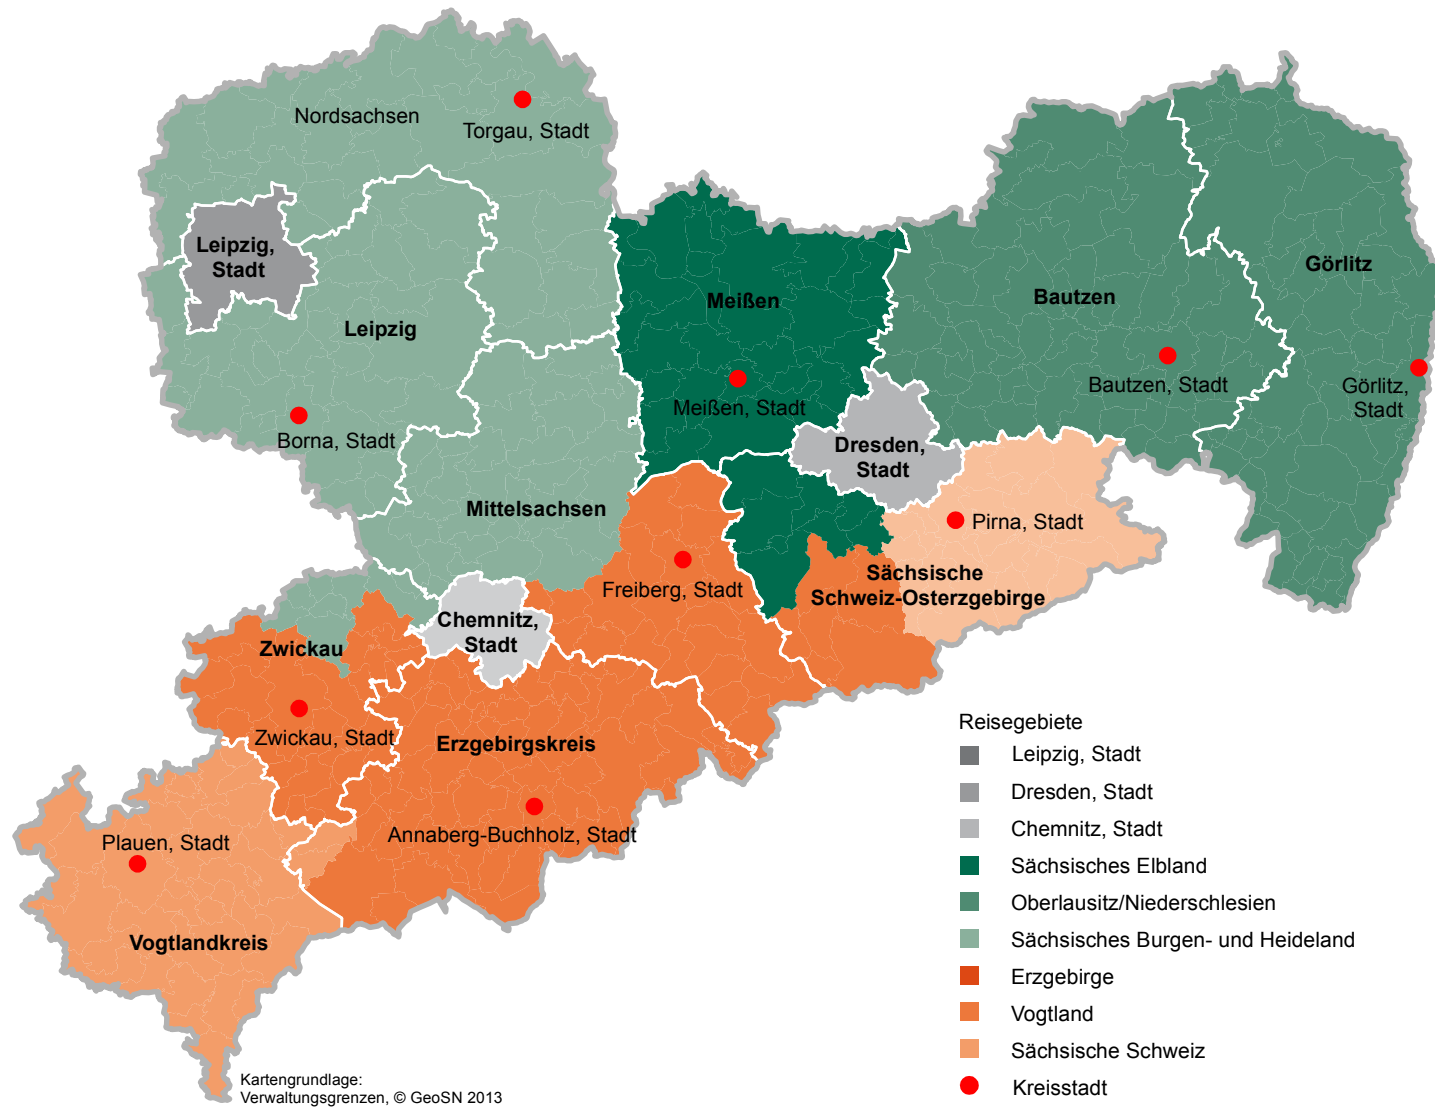 Nordsachsen
Torgau, Stadt
Leipzig,
Stadt
Leipzig
Borna, Stadt
Meißen
Meißen, Stadt
Bautzen
Bautzen, Stadt
Görlitz
Görlitz,
Stadt
Dresden,
Stadt
Mittelsachsen
Pirna, Stadt
Freiberg, Stadt
Sächsische
Schweiz-Osterzgebirge
Chemnitz,
Stadt
Zwickau
Zwickau, Stadt
Erzgebirgskreis
Annaberg-Buchholz, Stadt
Plauen, Stadt
Vogtlandkreis
Reisegebiete
Leipzig, Stadt
Dresden, Stadt
Chemnitz, Stadt
Sächsisches Elbland
Oberlausitz/Niederschlesien
Sächsisches Burgen- und Heideland
Erzgebirge
Vogtland
Sächsische Schweiz
Kreisstadt
Kartengrundlage:
Verwaltungsgrenzen, © GeoSN 2013